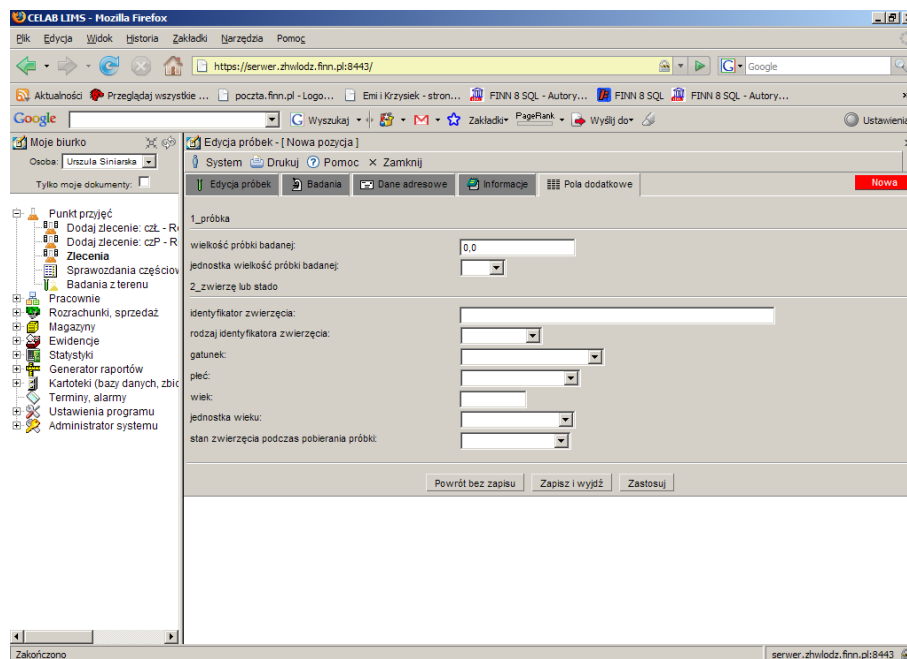 CELAB LIMS - Mozilla Firefox
Plik Edycja Widok Historia Zakładki Narzędzia Pomoc
https://serwer.zhwlodz.finn.pl:8443/ Google
Aktualności Przeglądaj wszystkie ... poczta.finn.pl - Logo... Emi i Krzysiek - stron... FINN 8 SQL - Autory... FINN 8 SQL FINN 8 SQL - Autory...
Google Wyszukaj Zakładki PageRank Wyślij do Ustawienia
Moje biurko
Osoba: Urszula Siniarska
Tylko moje dokumenty:
Punkt przyjęć
Dodaj zlecenie: czŁ - R
Dodaj zlecenie: czP - R
Zlecenia
Sprawozdania częściow
Badania z terenu
Pracownie
Rozrachunki, sprzedaż
Magazyny
Ewidencje
Statystyki
Generator raportów
Kartoteki (bazy danych, zbio
Terminy, alarmy
Ustawienia programu
Administrator systemu
Edycja próbek - [ Nowa pozycja ]
System Drukuj Pomoc Zamknij
Edycja próbek Badania Dane adresowe Informacje Pola dodatkowe Nowa
1_próbka
wielkość próbki badanej: 0,0
jednostka wielkość próbki badanej:
2_zwierzę lub stado
identyfikator zwierzęcia:
rodzaj identyfikatora zwierzęcia:
gatunek:
płeć:
wiek:
jednostka wieku:
stan zwierzęcia podczas pobierania próbki:
Powrót bez zapisu Zapisz i wyjdź Zastosuj
Zakończono serwer.zhwlodz.finn.pl:8443